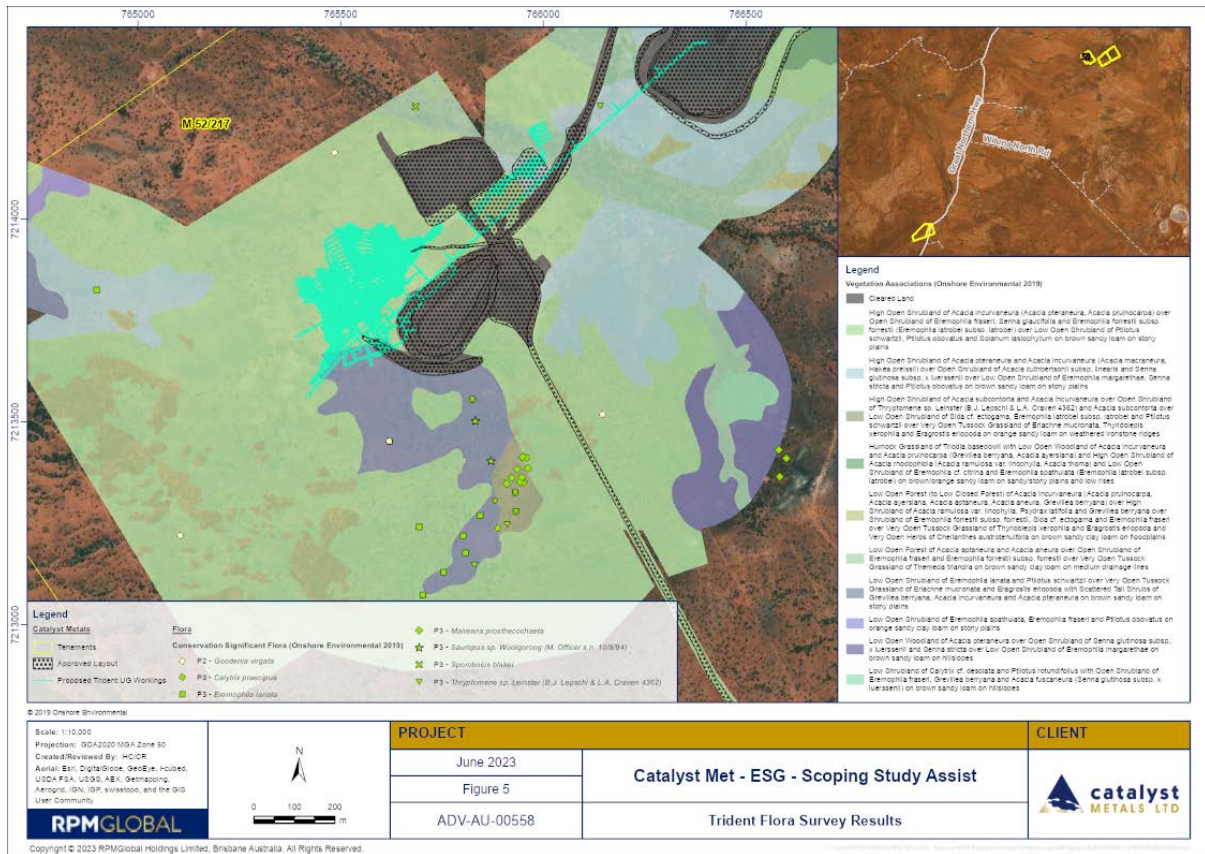 765000
765500
766000
766500
7214000
7213500
7213000
M 52/217
Great Northern Hwy
Wiluna North Rd
Legend
Vegetation Associations (Onshore Environmental 2019)
Cleared Land
High Open Shrubland of Acacia incurvaneura (Acacia pteraneura, Acacia pruinocarpa) over
Open Shrubland of Eremophila fraseri, Senna glaucifolia and Eremophila forrestii subsp.
forrestii (Eremophila latrobei subsp. latrobei) over Low Open Shrubland of Ptilotus
schwartzii, Ptilotus obovatus and Solanum lasiophyllum on brown sandy loam on stony
plains
High Open Shrubland of Acacia pteraneura and Acacia incurvaneura (Acacia macraneura,
Hakea preissii) over Open Shrubland of Acacia cuthbertsonii subsp. linearis and Senna
glutinosa subsp. x luerssenii over Low Open Shrubland of Eremophila margarethae, Senna
stricta and Ptilotus obovatus on brown sandy loam on stony plains
High Open Shrubland of Acacia subcontorta and Acacia incurvaneura over Open Shrubland
of Thryptomene sp. Leinster (B.J. Lepschi & L.A. Craven 4362) and Acacia subcontorta over
Low Open Shrubland of Sida cf. ectogama, Eremophila latrobei subsp. latrobei and Ptilotus
schwartzii over Very Open Tussock Grassland of Eriachne mucronata, Thyridolepis
xerophila and Eragrostis eriopoda on orange sandy loam on weathered ironstone ridges
Humock Grassland of Triodia basedowii with Low Open Woodland of Acacia incurvaneura
and Acacia pruinocarpa (Grevillea berryana, Acacia ayersiana) and High Open Shrubland of
Acacia rhodophloia (Acacia ramulosa var. linophylla, Acacia thoma) and Low Open
Shrubland of Eremophila cf. citrina and Eremophila spathulata (Eremophila latrobei subsp.
latrobei) on brown/orange sandy loam on sandy/stony plains and low rises
Low Open Forest (to Low Closed Forest) of Acacia incurvaneura (Acacia pruinocarpa,
Acacia ayersiana, Acacia aptaneura, Acacia aneura, Grevillea berryana) over High
Shrubland of Acacia ramulosa var. linophylla, Psydrax latifolia and Grevillea berryana over
Shrubland of Eremophila forrestii subsp. forrestii, Sida cf. ectogama and Eremophila fraseri
over Very Open Tussock Grassland of Thyridolepis xerophila and Eragrostis eriopoda and
Very Open Herbs of Cheilanthes austrotenuifolia on brown sandy clay loam on floodplains
Low Open Forest of Acacia aptaneura and Acacia aneura over Open Shrubland of
Eremophila fraseri and Eremophila forrestii subsp. forrestii over Very Open Tussock
Grassland of Themeda triandra on brown sandy clay loam on medium drainage lines
Low Open Shrubland of Eremophila lanata and Ptilotus schwartzii over Very Open Tussock
Grassland of Eriachne mucronata and Eragrostis eriopoda with Scattered Tall Shrubs of
Grevillea berryana, Acacia incurvaneura and Acacia pteraneura on brown sandy loam on
stony plains
Low Open Shrubland of Eremophila spathulata, Eremophila fraseri and Ptilotus obovatus on
orange sandy clay loam on stony plains
Low Open Woodland of Acacia pteraneura over Open Shrubland of Senna glutinosa subsp.
x luerssenii and Senna stricta over Low Open Shrubland of Eremophila margarethae on
brown sandy loam on hillslopes
Low Shrubland of Calytrix cf. desolata and Ptilotus rotundifolius with Open Shrubland of
Eremophila fraseri, Grevillea berryana and Acacia fuscaneura (Senna glutinosa subsp. x
luerssenii) on brown sandy loam on hillslopes
Legend
Catalyst Metals
Tenements
Approved Layout
Proposed Trident UG Workings
Flora
Conservation Significant Flora (Onshore Environmental 2019)
P2 - Goodenia virgata
P3 - Calytrix praecipua
P3 - Eremophila lanata
P3 - Maireana prosthecochaeta
P3 - Sauropus sp. Woolgorong (M. Officer s.n. 10/8/94)
P3 - Sporobolus blakei
P3 - Thryptomene sp. Leinster (B.J. Lepschi & L.A. Craven 4362)
© 2019 Onshore Environmental
Scale: 1:10,000
Projection: GDA2020 MGA Zone 50
Created/Reviewed By: HC/CR
Aerial: Esri, DigitalGlobe, GeoEye, i-cubed,
USDA FSA, USGS, AEX, Getmapping,
Aerogrid, IGN, IGP, swisstopo, and the GIS
User Community
RPMGLOBAL
N
0 100 200
m
PROJECT
June 2023
Figure 5
ADV-AU-00558
Catalyst Met - ESG - Scoping Study Assist
Trident Flora Survey Results
CLIENT
catalyst
METALS LTD
Copyright © 2023 RPMGlobal Holdings Limited, Brisbane Australia. All Rights Reserved.